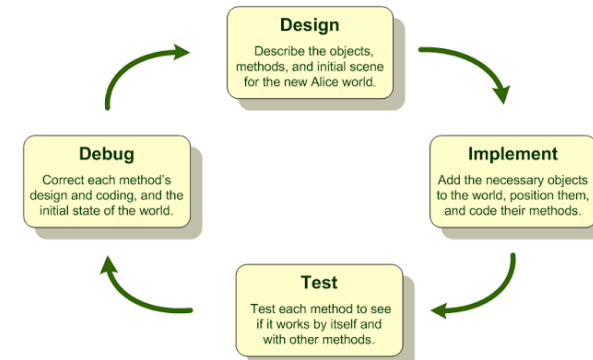 Design
Describe the objects,
methods, and initial scene
for the new Alice world.
Debug
Correct each method's
design and coding, and the
initial state of the world.
Implement
Add the necessary objects
to the world, position them,
and code their methods.
Test
Test each method to see
if it works by itself and
with other methods.